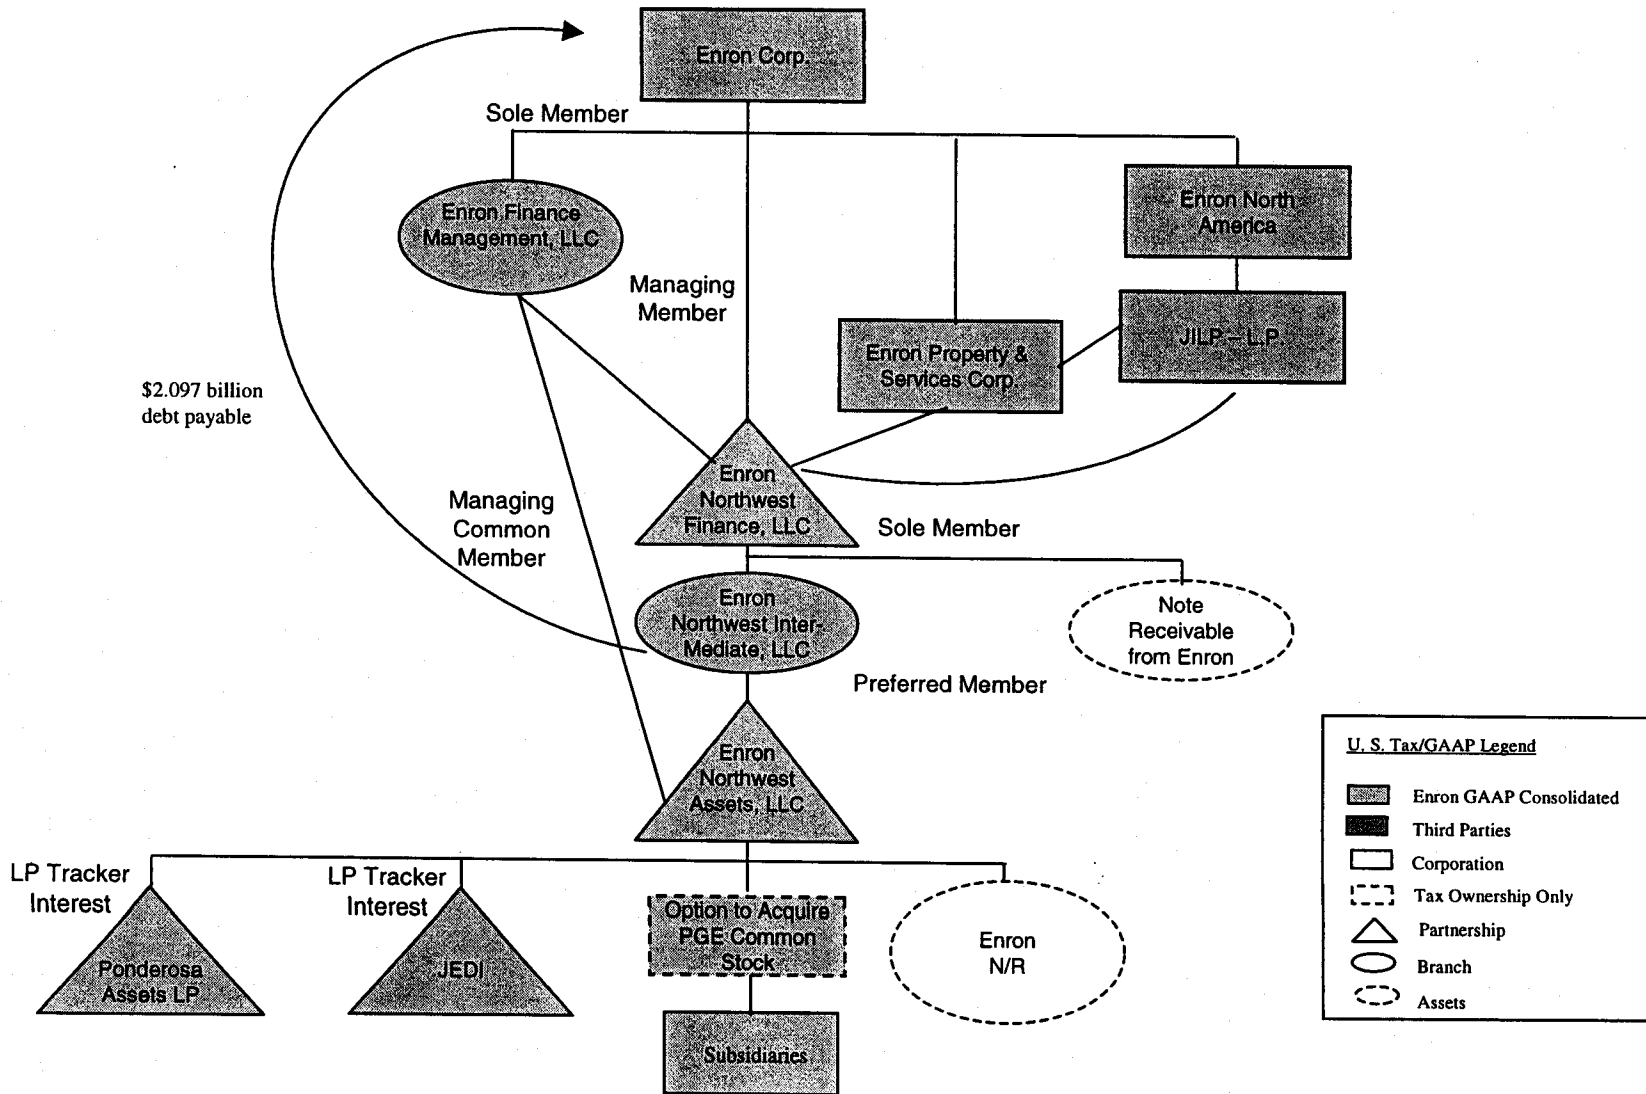 Enron Corp.
Sole Member
Enron Finance
Management, LLC
Enron North
America
Managing
Member
JILP – L.P.
Enron Property &
Services Corp.
$2.097 billion
debt payable
Enron
Northwest
Finance, LLC
Managing
Common
Member
Sole Member
Enron
Northwest Inter-
Mediate, LLC
Note
Receivable
from Enron
Preferred Member
Enron
Northwest
Assets, LLC
U. S. Tax/GAAP Legend
Enron GAAP Consolidated
Third Parties
Corporation
Tax Ownership Only
Partnership
Branch
Assets
LP Tracker
Interest
Ponderosa
Assets LP
LP Tracker
Interest
JEDI
Option to Acquire
PGE Common
Stock
Enron
N/R
Subsidiaries